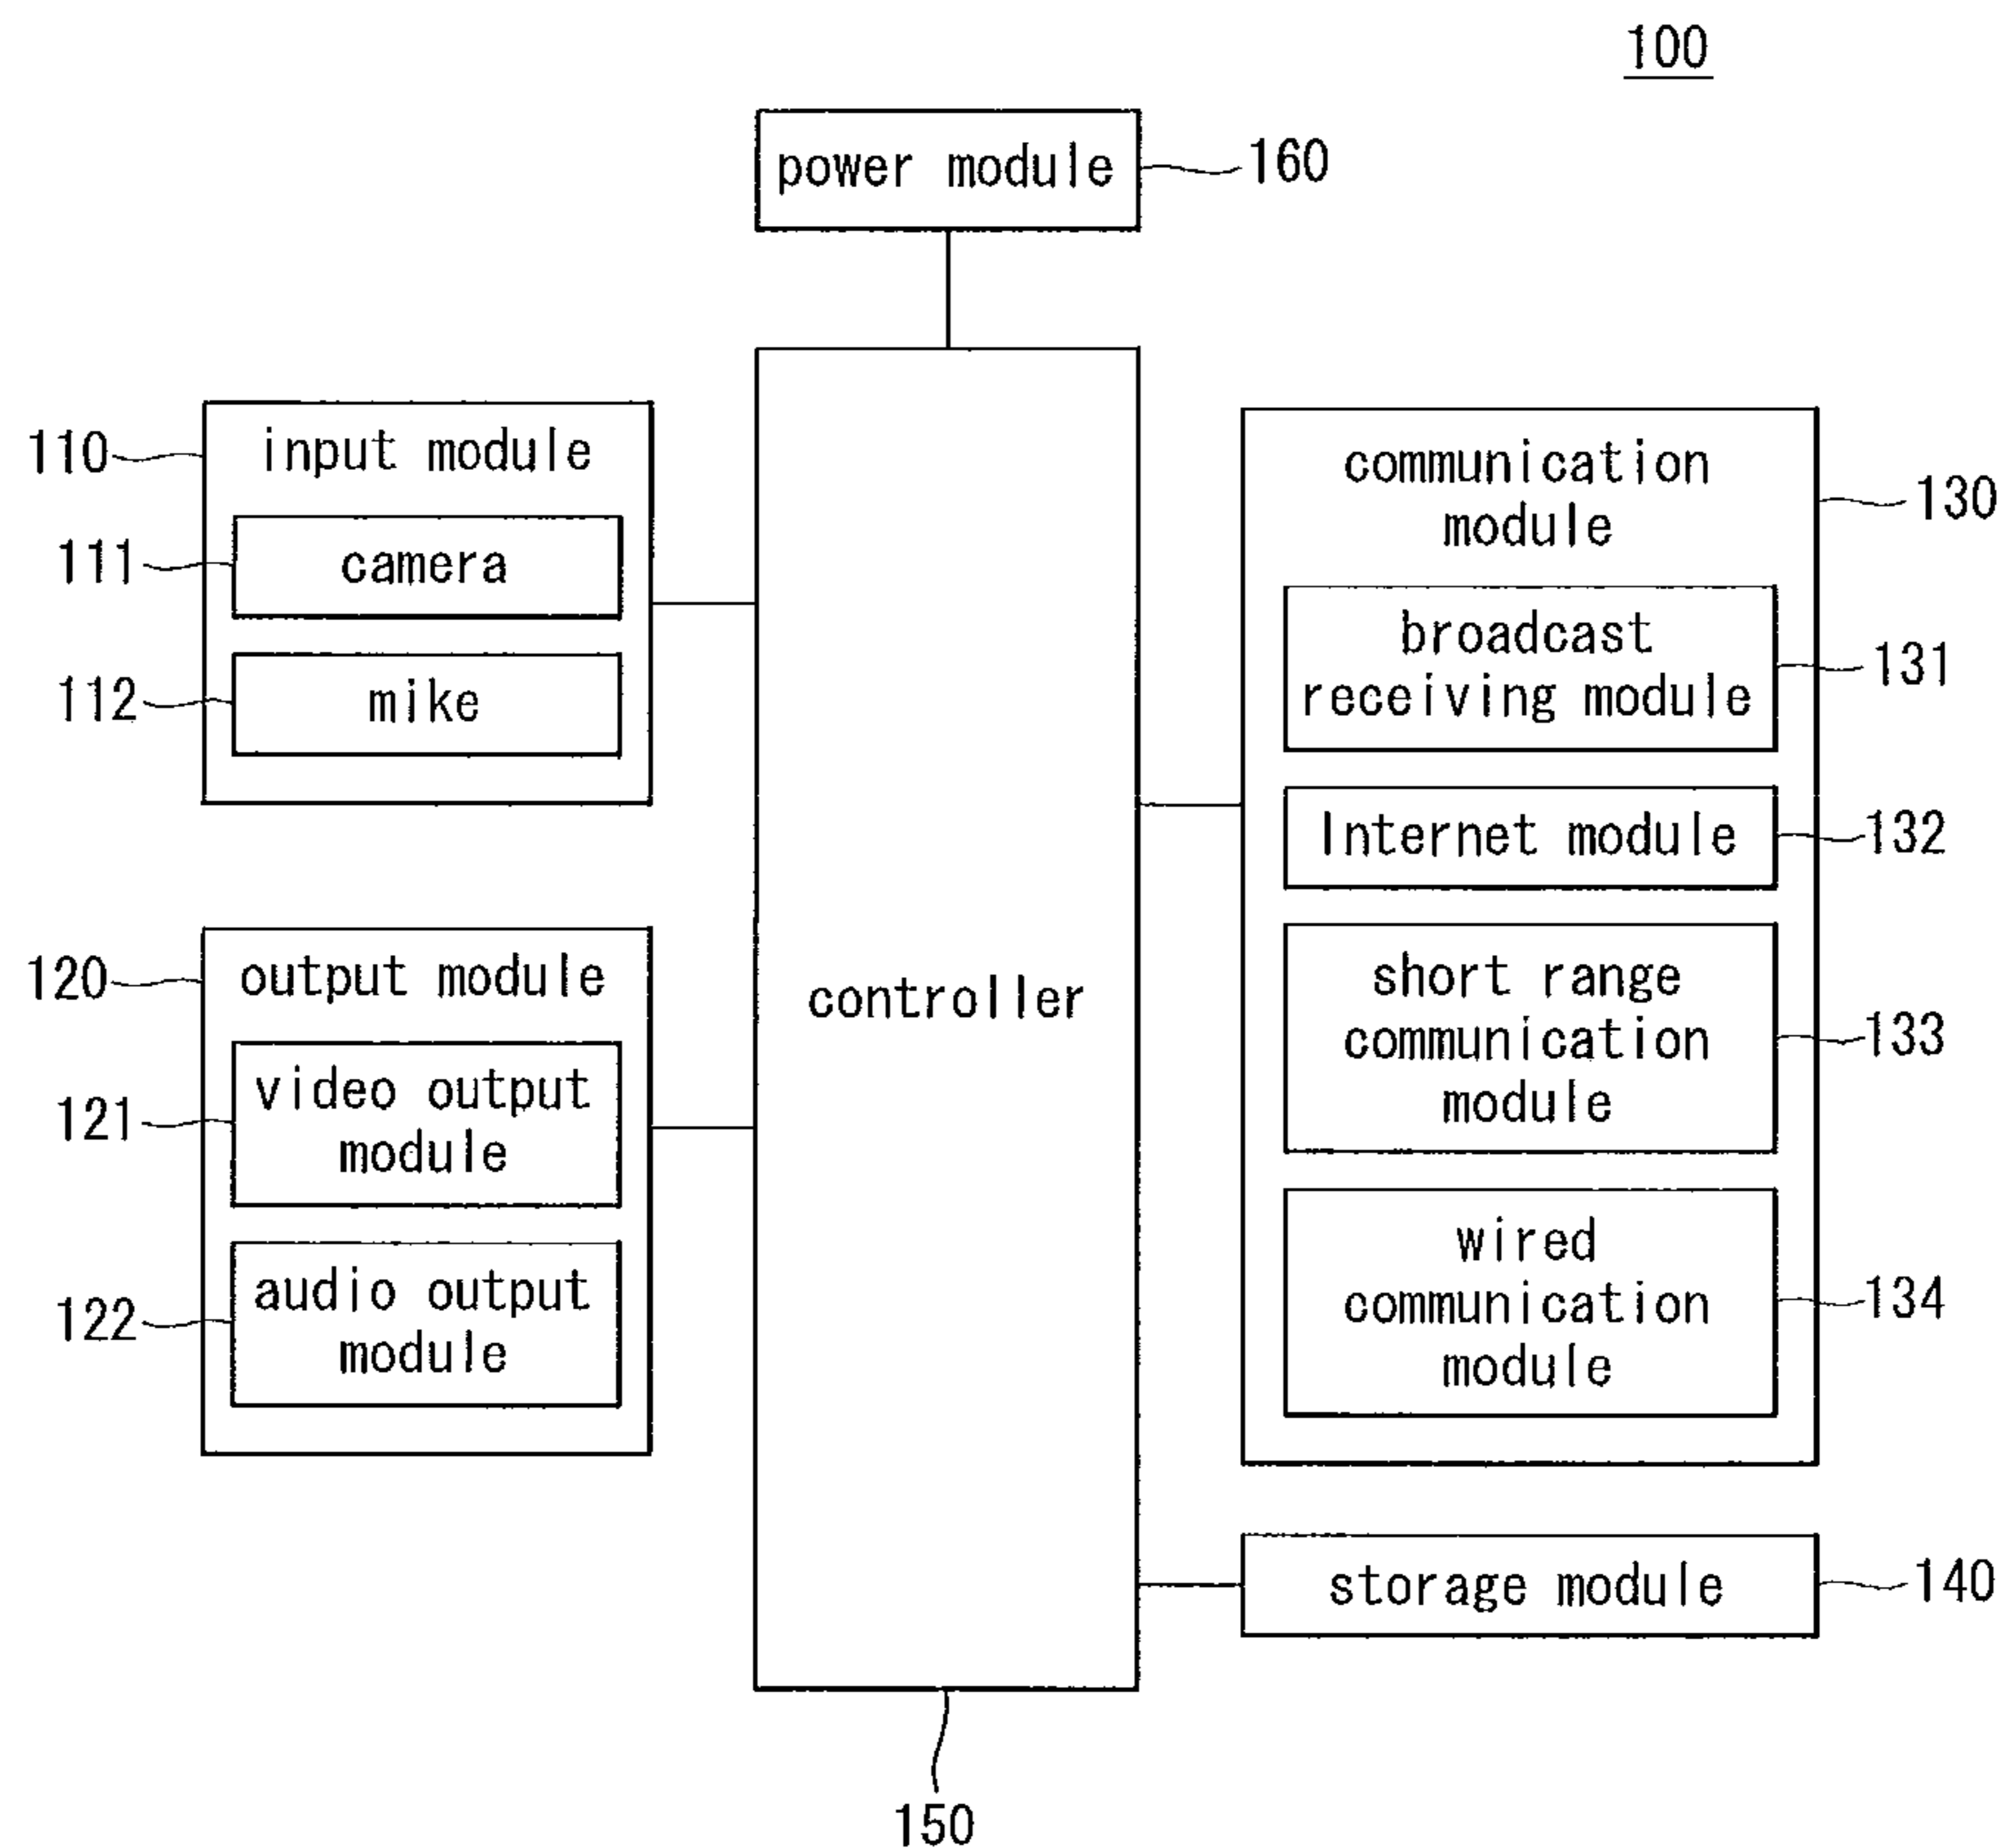 100
power module
160
110
input module
111
camera
112
mike
120
output module
121
video output
module
122
audio output
module
controller
150
communication
module
130
broadcast
receiving module
131
Internet module
132
short range
communication
module
133
wired
communication
module
134
storage module
140